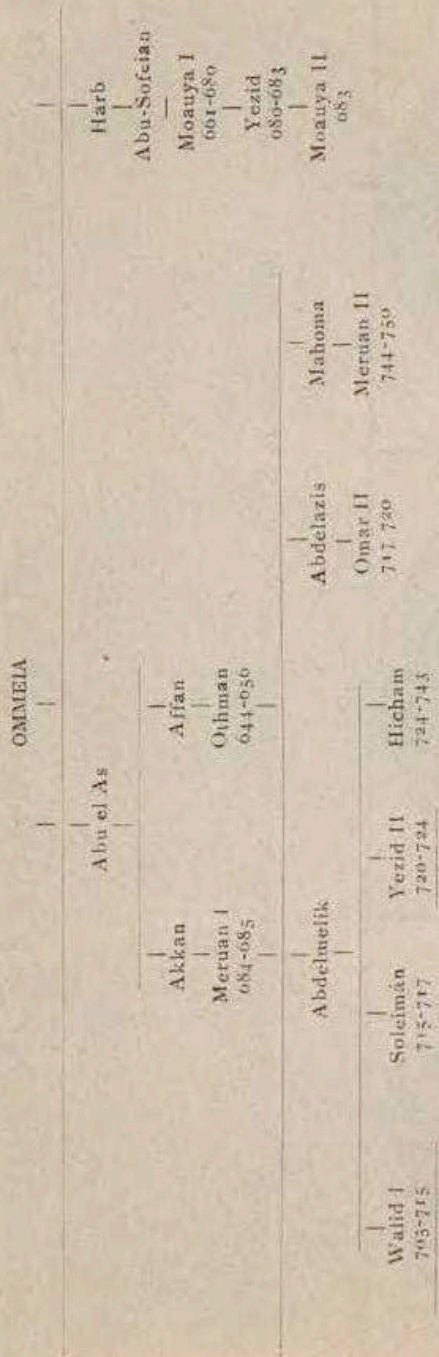 OMMEIA
Abu el As
Harb
Abu-Sofeian
Moauya I
661-680
Yezid
680-683
Moauya II
683
Akkan
Meruan I
684-685
Affan
Othman
644-656
Abdelmelik
Abdelazis
Omar II
717-720
Mahoma
Meruan II
744-750
Walid I
705-715
Soleimán
715-717
Yezid II
720-724
Hicham
724-743